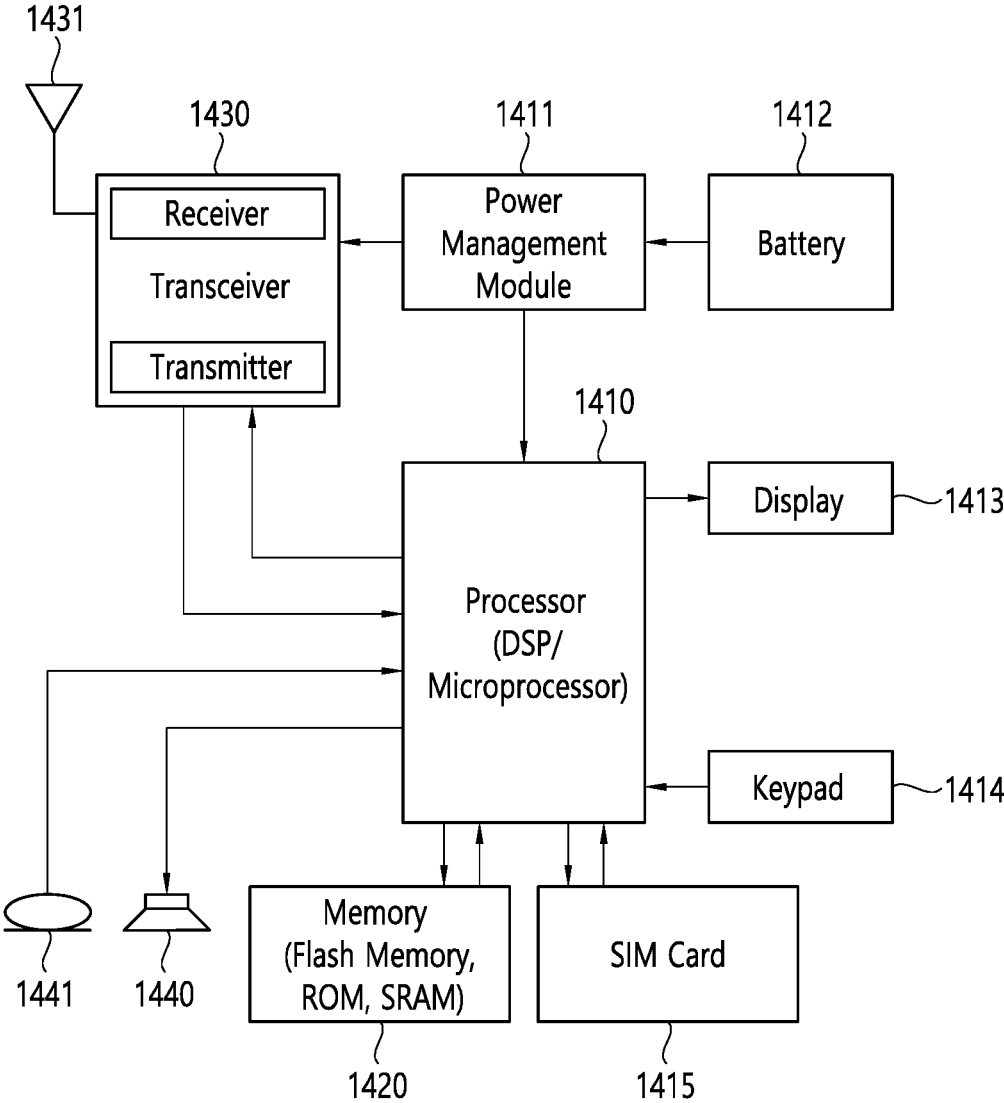 1431
1430
1411
1412
Receiver
Transceiver
Transmitter
Power
Management
Module
Battery
1410
Display
1413
Processor
(DSP/
Microprocessor)
Keypad
1414
1441
1440
Memory
(Flash Memory,
ROM, SRAM)
SIM Card
1420
1415